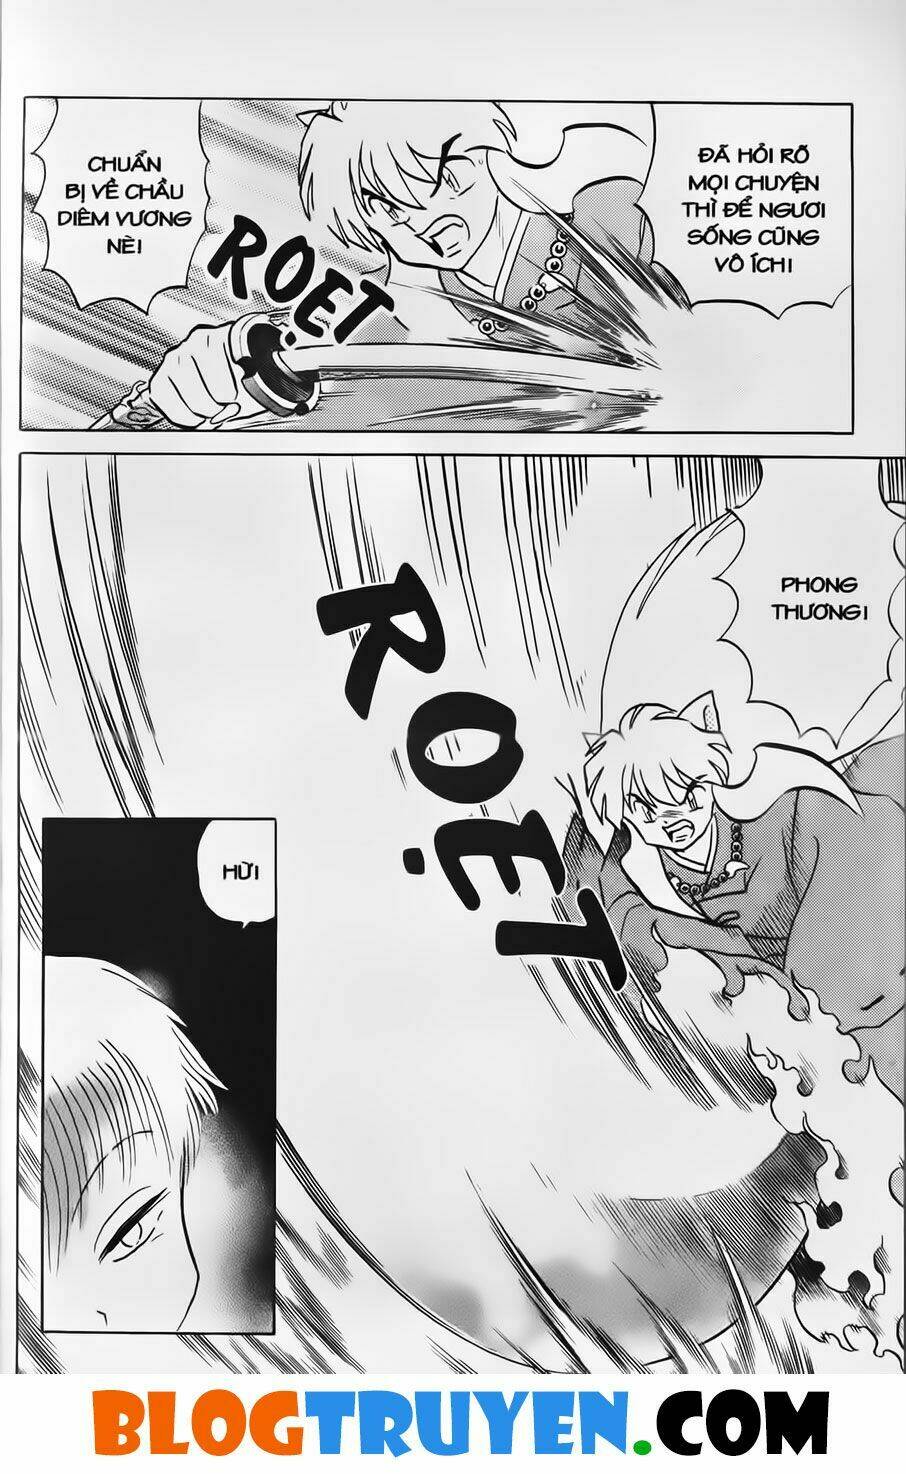 ĐÃ HỎI RÕ
MỌI CHUYỆN
THÌ ĐỂ NGƯƠI
SỐNG CŨNG
VÔ ÍCH!
CHUẨN
BỊ VỀ CHẦU
DIÊM VƯƠNG
NÈ!
ROẸT
PHONG
THƯƠNG!
ROẸT
HỪ!
BLOGTRUYEN.COM